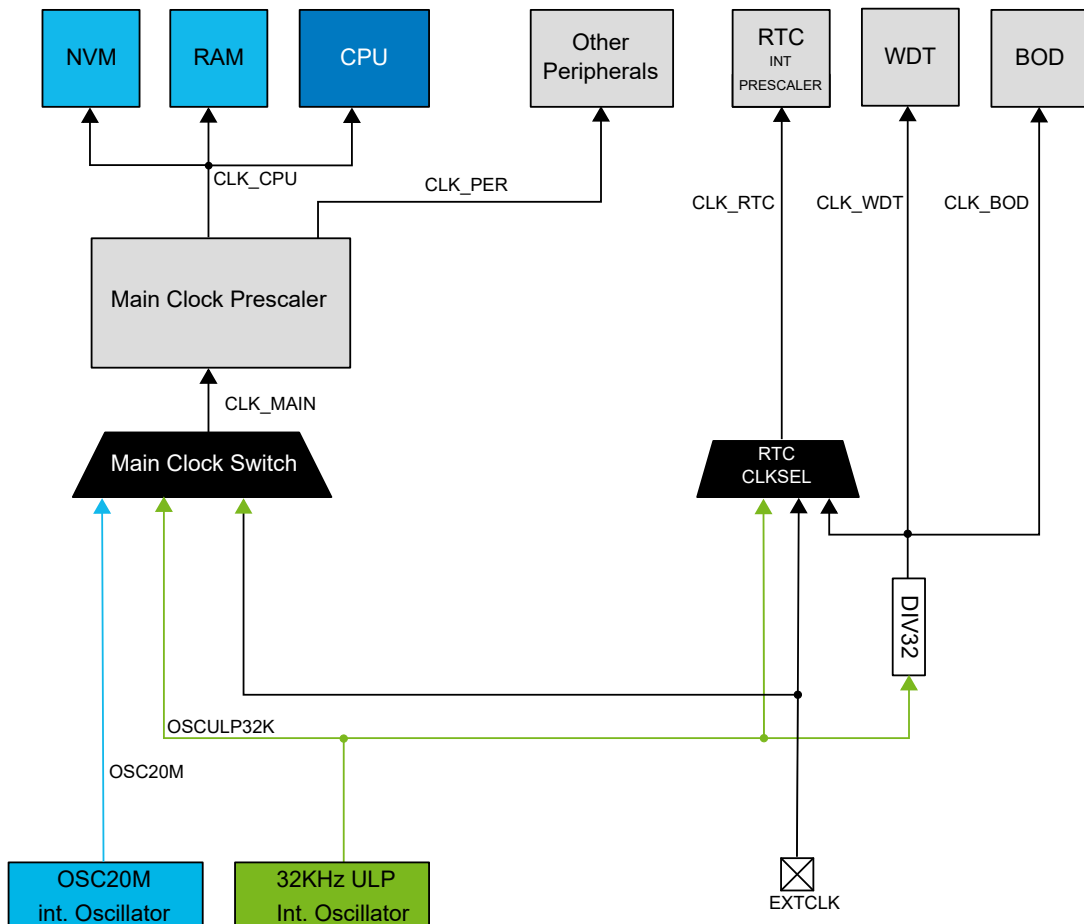 NVM
RAM
CPU
Other
Peripherals
RTC
INT
PRESCALER
WDT
BOD
CLK_CPU
CLK_PER
CLK_RTC
CLK_WDT
CLK_BOD
Main Clock Prescaler
CLK_MAIN
Main Clock Switch
RTC
CLKSEL
DIV32
OSCULP32K
OSC20M
OSC20M
int. Oscillator
32KHz ULP
Int. Oscillator
EXTCLK